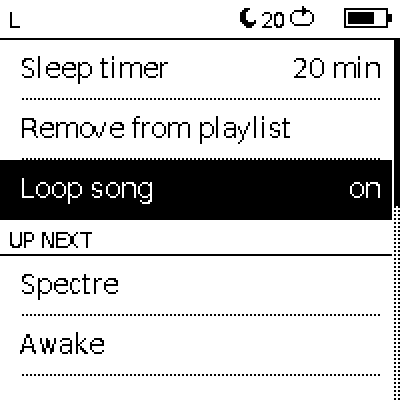 L 20
Sleep timer 20 min
Remove from playlist
Loop song on
UP NEXT
Spectre
Awake